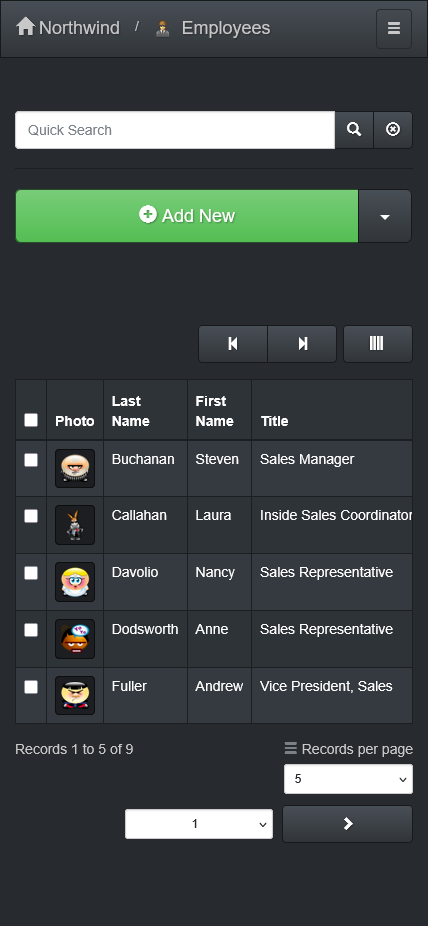 Northwind / Employees
Quick Search
Add New
Photo Last Name First Name Title
Buchanan Steven Sales Manager
Callahan Laura Inside Sales Coordinator
Davolio Nancy Sales Representative
Dodsworth Anne Sales Representative
Fuller Andrew Vice President, Sales
Records 1 to 5 of 9 Records per page
5
1